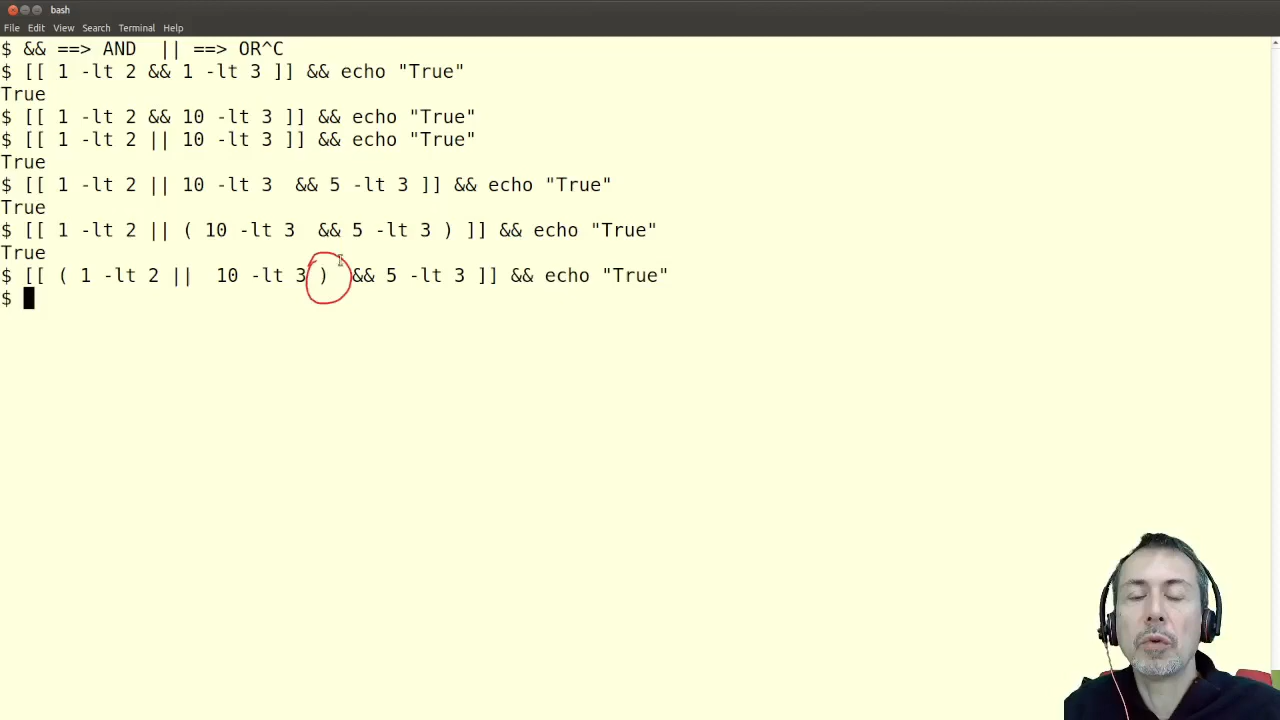 bash
File Edit View Search Terminal Help
$ && ==> AND  || ==> OR^C
$ [[ 1 -lt 2 && 1 -lt 3 ]] && echo "True"
True
$ [[ 1 -lt 2 && 10 -lt 3 ]] && echo "True"
$ [[ 1 -lt 2 || 10 -lt 3 ]] && echo "True"
True
$ [[ 1 -lt 2 || 10 -lt 3  && 5 -lt 3 ]] && echo "True"
True
$ [[ 1 -lt 2 || ( 10 -lt 3  && 5 -lt 3 ) ]] && echo "True"
True
$ [[ ( 1 -lt 2 ||  10 -lt 3 )  && 5 -lt 3 ]] && echo "True"
$